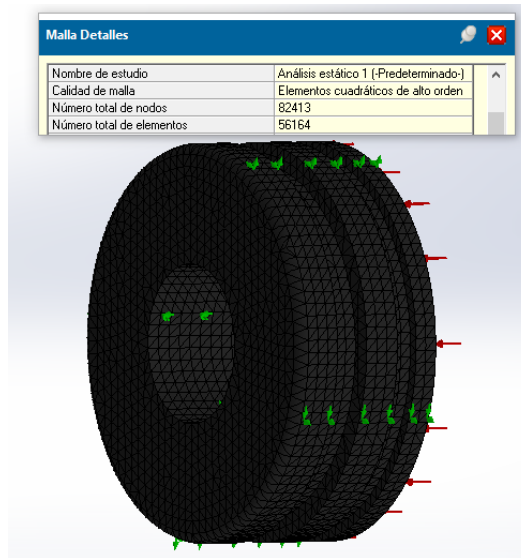 Malla Detalles
Nombre de estudio Análisis estático 1 (-Predeterminado-)
Calidad de malla Elementos cuadráticos de alto orden
Número total de nodos 82413
Número total de elementos 56164